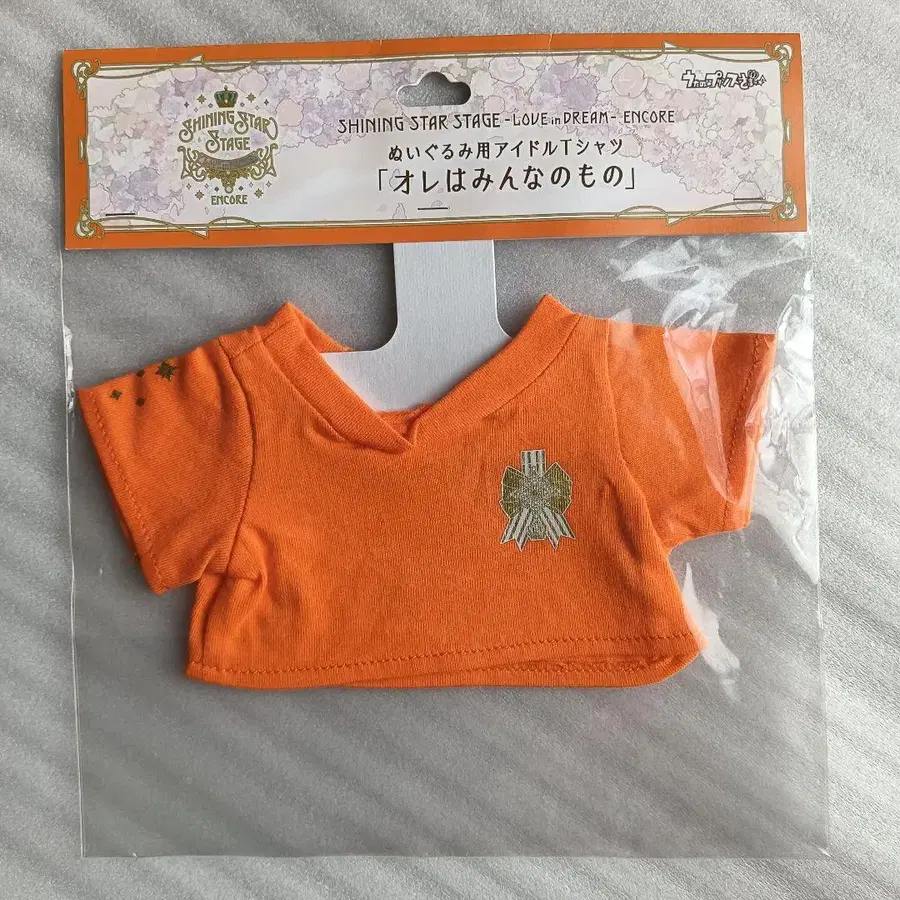 SHINING STAR
STAGE
ENCORE
うたの☆プリンスさまっ♪
SHINING STAR STAGE -LOVE in DREAM- ENCORE
ぬいぐるみ用アイドルTシャツ
「オレはみんなのもの」